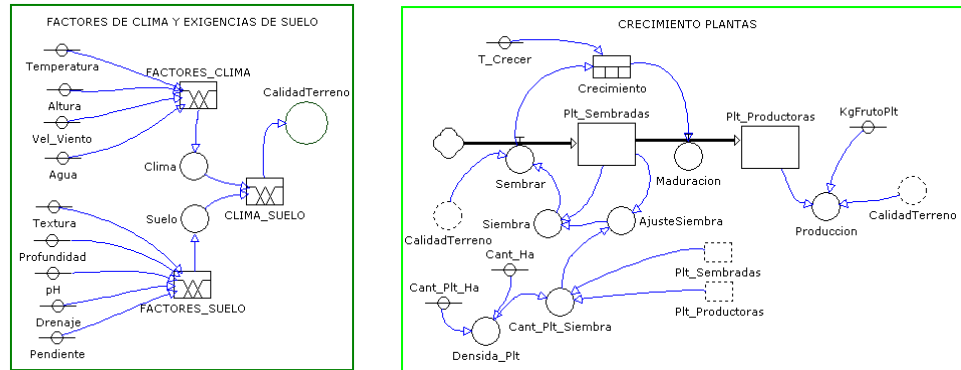 FACTORES DE CLIMA Y EXIGENCIAS DE SUELO
Temperatura
FACTORES_CLIMA
Altura
CalidadTerreno
Vel_Viento
Agua
Clima
Suelo
CLIMA_SUELO
Textura
Profundidad
pH
Drenaje
FACTORES_SUELO
Pendiente
CRECIMIENTO PLANTAS
T_Crecer
Crecimiento
Plt_Sembradas
Plt_Productoras
KgFrutoPlt
Sembrar
Maduracion
CalidadTerreno
Siembra
AjusteSiembra
Produccion
CalidadTerreno
Cant_Ha
Plt_Sembradas
Cant_Plt_Ha
Cant_Plt_Siembra
Plt_Productoras
Densida_Plt